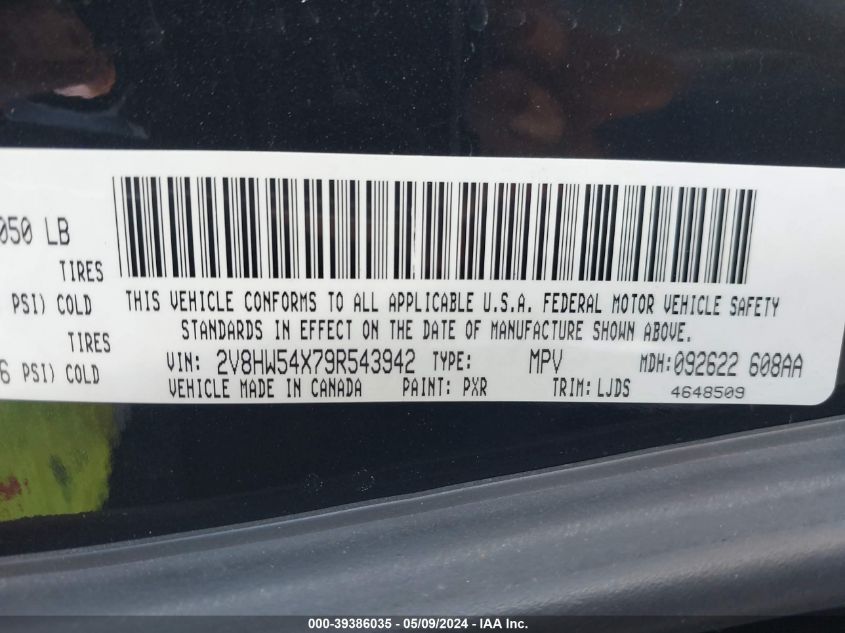 050 LB
TIRES
PSI) COLD
TIRES
6 PSI) COLD
THIS VEHICLE CONFORMS TO ALL APPLICABLE U.S.A. FEDERAL MOTOR VEHICLE SAFETY
STANDARDS IN EFFECT ON THE DATE OF MANUFACTURE SHOWN ABOVE.
VIN: 2V8HW54X79R543942 TYPE: MPV MDH:092622 608AA
VEHICLE MADE IN CANADA PAINT: PXR TRIM:LJDS 4648509
000-39386035 - 05/09/2024 - IAA Inc.